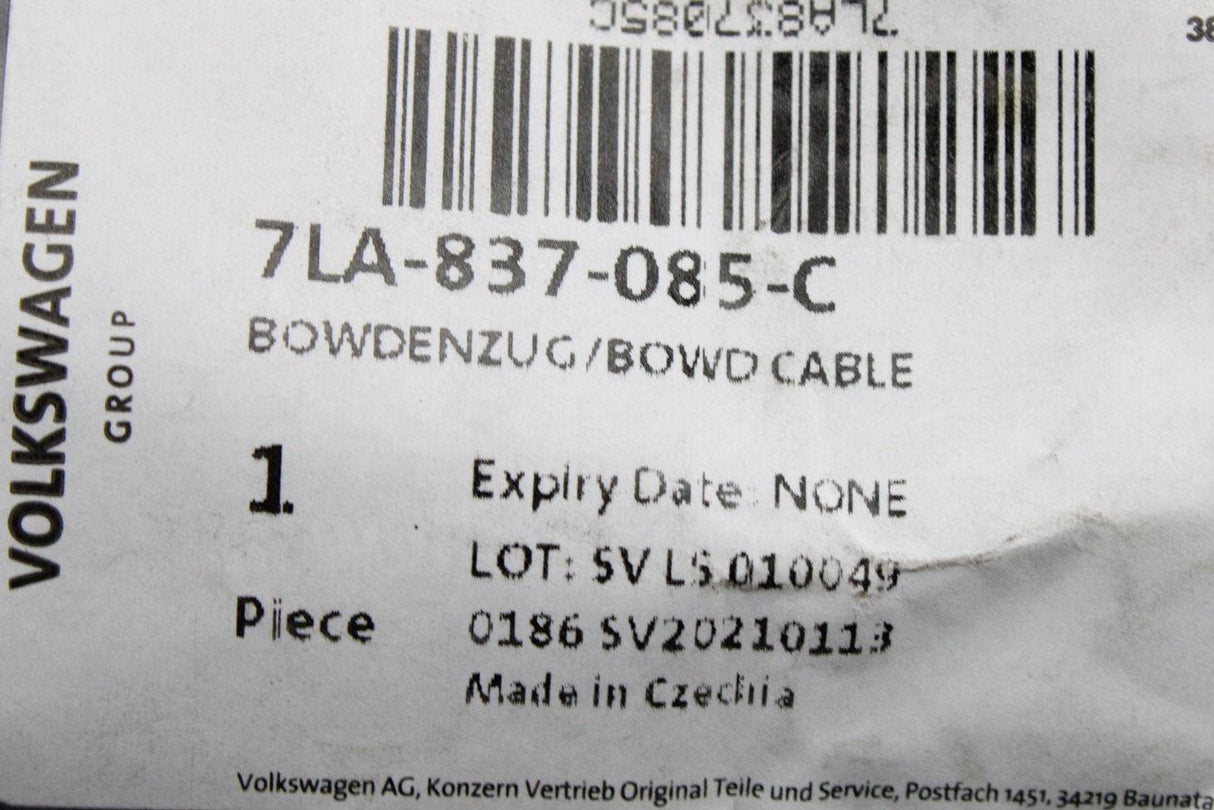 7LA837085C
38
VOLKSWAGEN
GROUP
7LA-837-085-C
BOWDENZUG/BOWD CABLE
1
Piece
Expiry Date: NONE
LOT: SV LS 010049
0186 SV20210113
Made in Czechia
Volkswagen AG, Konzern Vertrieb Original Teile und Service, Postfach 1451, 34219 Baunata